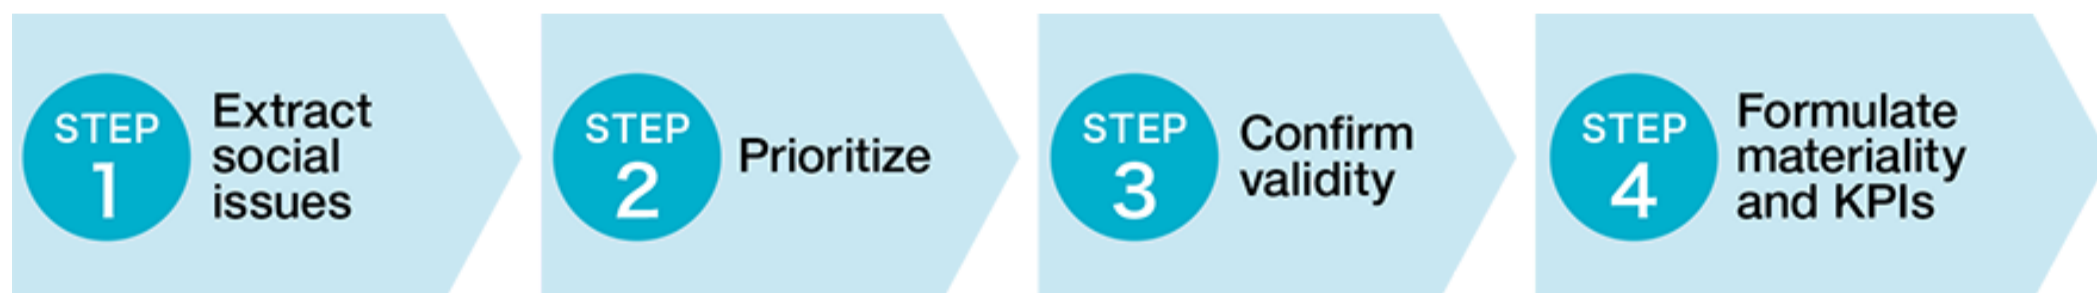 STEP
1
Extract
social
issues
STEP
2
Prioritize
STEP
3
Confirm
validity
STEP
4
Formulate
materiality
and KPIs